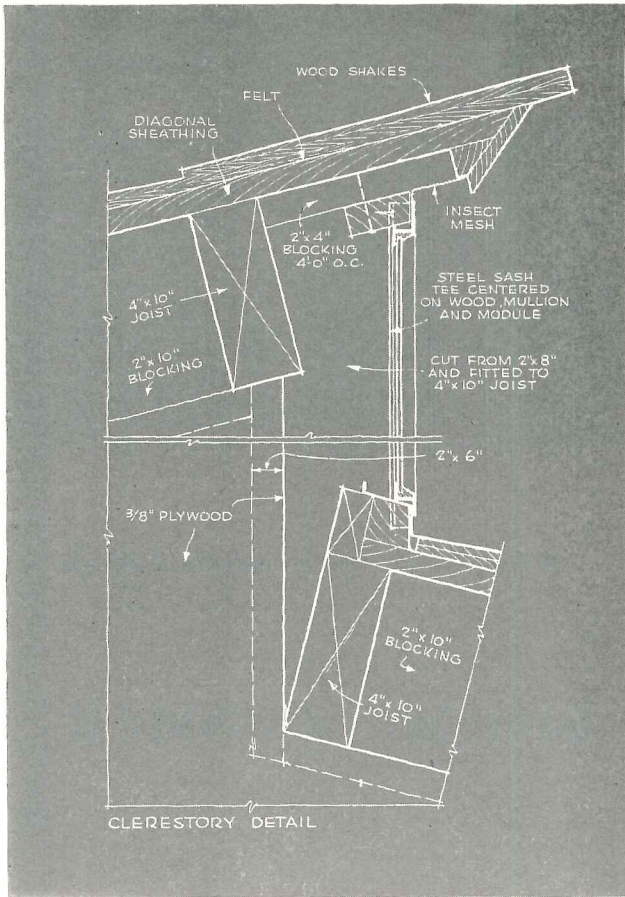 WOOD SHAKES
FELT
DIAGONAL
SHEATHING
INSECT
MESH
2"x 4"
BLOCKING
4'-0" O.C.
STEEL SASH
TEE CENTERED
ON WOOD MULLION
AND MODULE
4"x 10"
JOIST
2"x 10"
BLOCKING
CUT FROM 2"x 8"
AND FITTED TO
4"x 10" JOIST
2"x 6"
3/8" PLYWOOD
2"x 10"
BLOCKING
4"x 10"
JOIST
CLERESTORY DETAIL